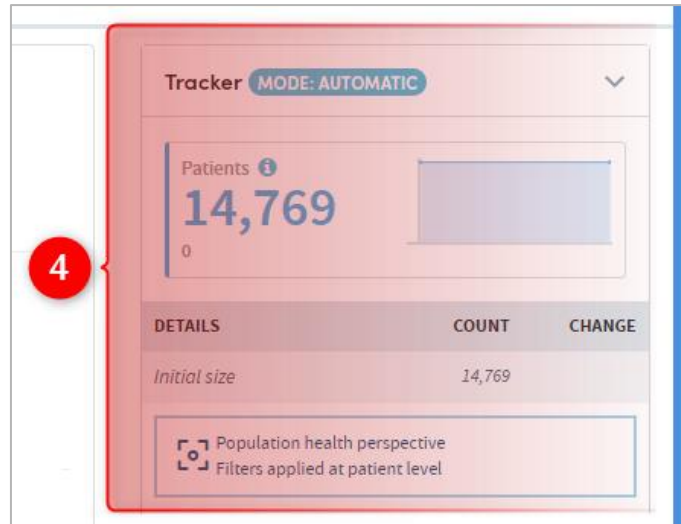 Tracker MODE: AUTOMATIC
Patients
14,769
0
4
DETAILS COUNT CHANGE
Initial size 14,769
Population health perspective
Filters applied at patient level